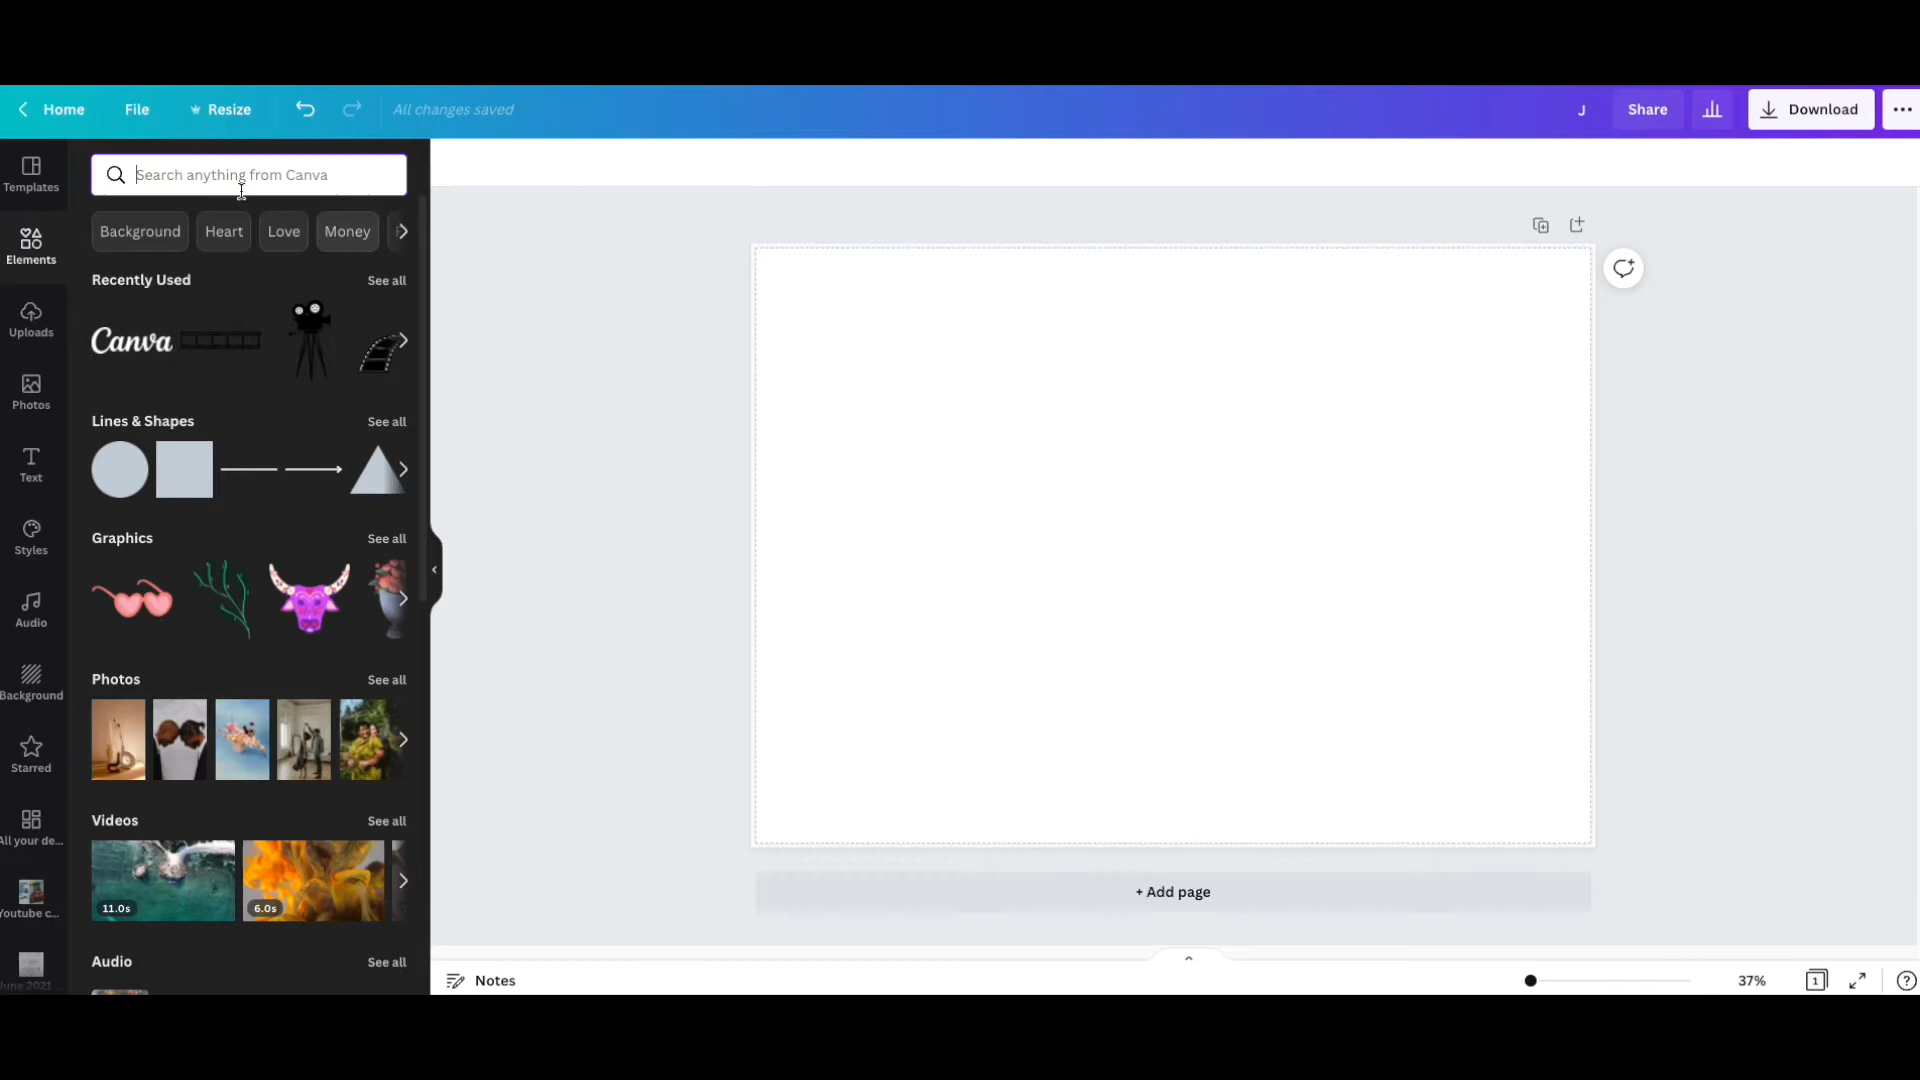 Home File Resize All changes saved J Share Download
Templates
Elements
Uploads
Photos
Text
Styles
Audio
Background
Starred
All your de...
Youtube c...
June 2021 ...
Search anything from Canva
Background Heart Love Money
Recently Used See all
Canva
Lines & Shapes See all
Graphics See all
Photos See all
Videos See all
11.0s 6.0s
Audio See all
+ Add page
Notes 37% 1 ?